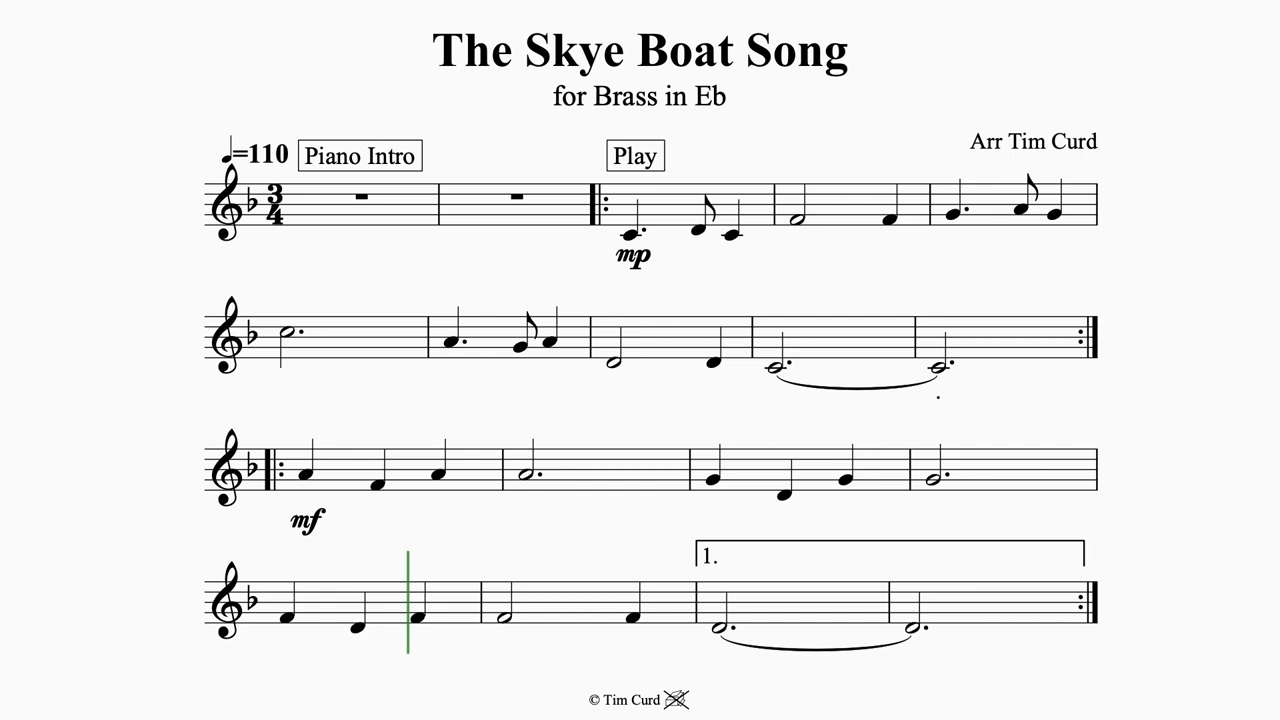 The Skye Boat Song
for Brass in Eb
Arr Tim Curd
♩=110 Piano Intro Play
3
4
mp
mf
1.
© Tim Curd